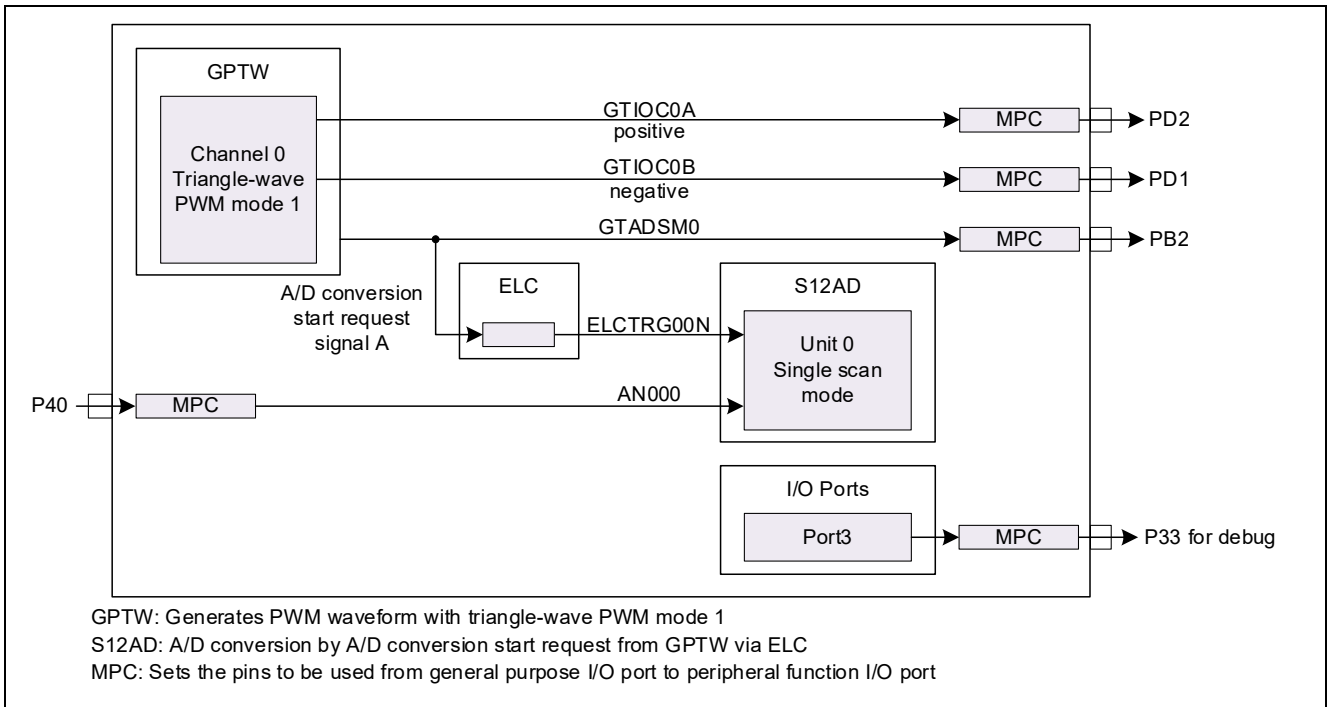 GPTW
Channel 0
Triangle-wave
PWM mode 1
GTIOC0A
positive
MPC
PD2
GTIOC0B
negative
MPC
PD1
GTADSM0
MPC
PB2
A/D conversion
start request
signal A
ELC
ELCTRG00N
S12AD
Unit 0
Single scan
mode
P40
MPC
AN000
I/O Ports
Port3
MPC
P33 for debug
GPTW: Generates PWM waveform with triangle-wave PWM mode 1
S12AD: A/D conversion by A/D conversion start request from GPTW via ELC
MPC: Sets the pins to be used from general purpose I/O port to peripheral function I/O port